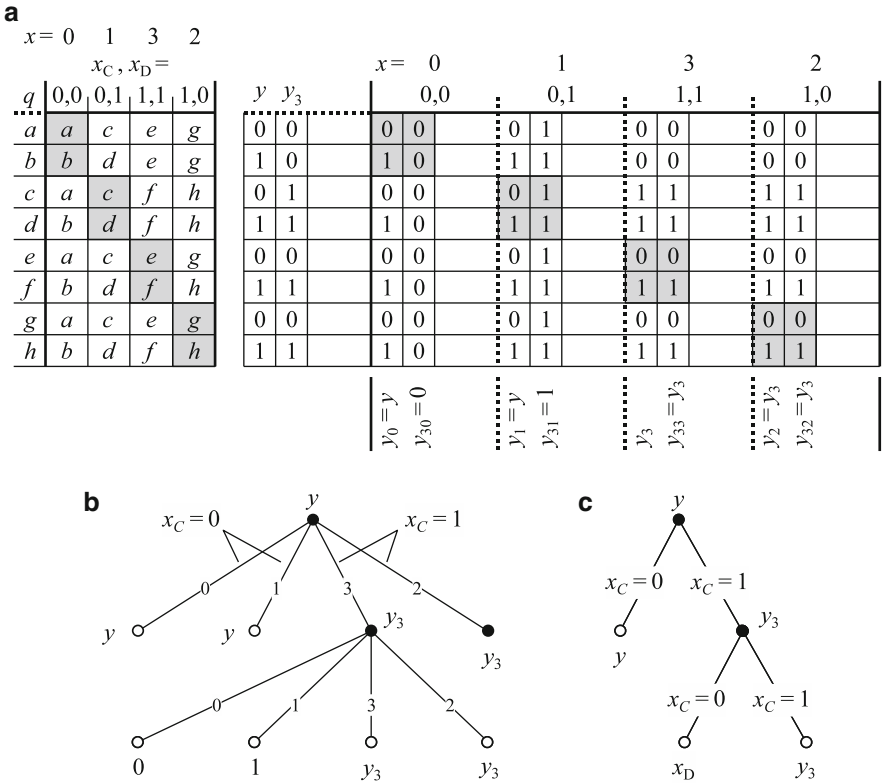 a
x = 0 1 3 2
x_C , x_D =
q 0,0 0,1 1,1 1,0
a a c e g
b b d e g
c a c f h
d b d f h
e a c e g
f b d f h
g a c e g
h b d f h
x = 0 1 3 2
y y_3 0,0 0,1 1,1 1,0
0 0 0 0 0 1 0 0 0 0
1 0 1 0 1 1 0 0 0 0
0 1 0 0 0 1 1 1 1 1
1 1 1 0 1 1 1 1 1 1
0 0 0 0 0 1 0 0 0 0
1 1 1 0 1 1 1 1 1 1
0 0 0 0 0 1 0 0 0 0
1 1 1 0 1 1 1 1 1 1
y_0 = y
y_30 = 0
y_1 = y
y_31 = 1
y_3
y_33 = y_3
y_2 = y_3
y_32 = y_3
b
y
x_C = 0 x_C = 1
0 1 3 2
y y y_3 y_3
0 1 3 2
0 1 y_3 y_3
c
y
x_C = 0 x_C = 1
y y_3
x_C = 0 x_C = 1
x_D y_3